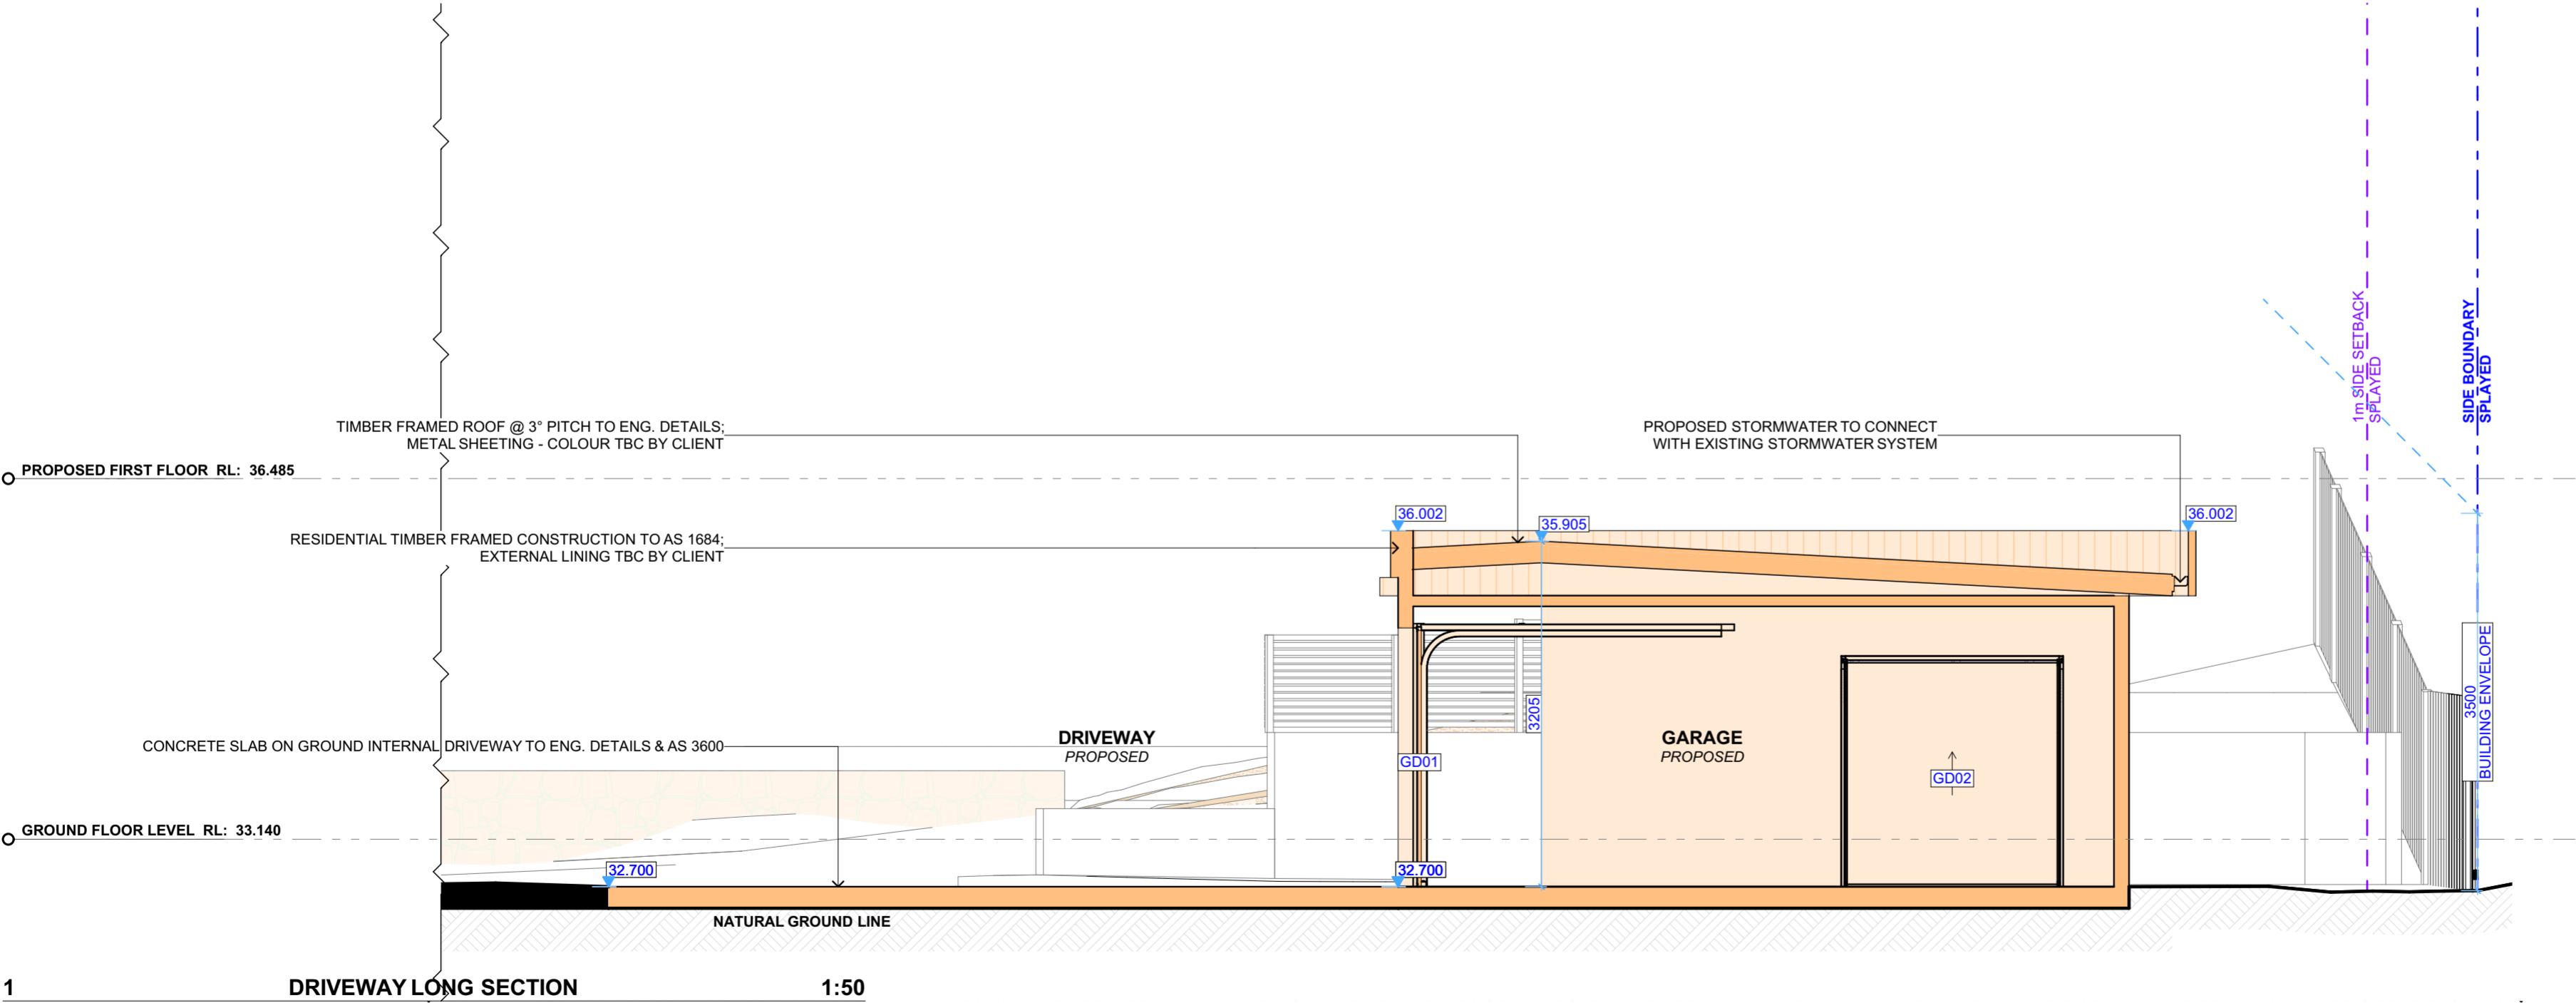 1m SIDE SETBACK
SPLAYED
SIDE BOUNDARY
SPLAYED
TIMBER FRAMED ROOF @ 3° PITCH TO ENG. DETAILS;
METAL SHEETING - COLOUR TBC BY CLIENT
PROPOSED STORMWATER TO CONNECT
WITH EXISTING STORMWATER SYSTEM
PROPOSED FIRST FLOOR RL: 36.485
36.002
35.905
36.002
RESIDENTIAL TIMBER FRAMED CONSTRUCTION TO AS 1684;
EXTERNAL LINING TBC BY CLIENT
3500
BUILDING ENVELOPE
3205
CONCRETE SLAB ON GROUND INTERNAL DRIVEWAY TO ENG. DETAILS & AS 3600
DRIVEWAY
PROPOSED
GARAGE
PROPOSED
GD01
GD02
GROUND FLOOR LEVEL RL: 33.140
32.700
32.700
NATURAL GROUND LINE
1 DRIVEWAY LONG SECTION 1:50